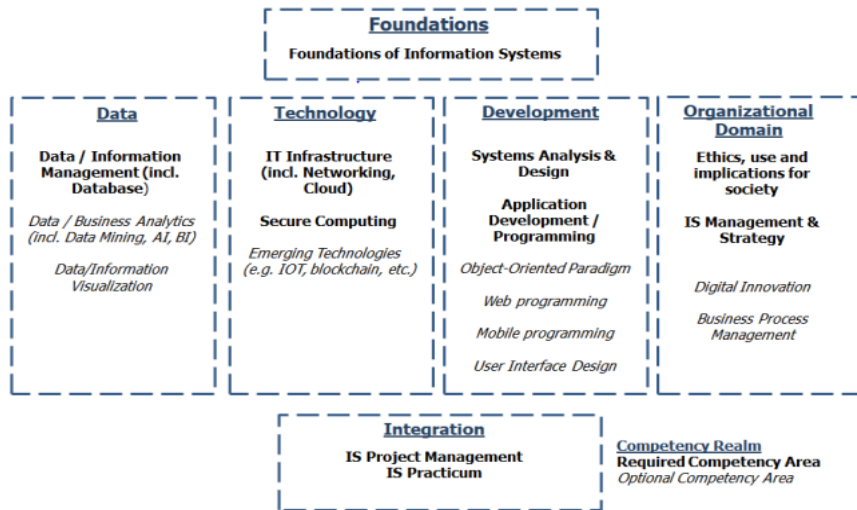 Foundations
Foundations of Information Systems
Data
Data / Information
Management (incl.
Database)
Data / Business Analytics
(incl. Data Mining, AI, BI)
Data/Information
Visualization
Technology
IT Infrastructure
(incl. Networking,
Cloud)
Secure Computing
Emerging Technologies
(e.g. IOT, blockchain, etc.)
Development
Systems Analysis &
Design
Application
Development /
Programming
Object-Oriented Paradigm
Web programming
Mobile programming
User Interface Design
Organizational
Domain
Ethics, use and
implications for
society
IS Management &
Strategy
Digital Innovation
Business Process
Management
Integration
IS Project Management
IS Practicum
Competency Realm
Required Competency Area
Optional Competency Area